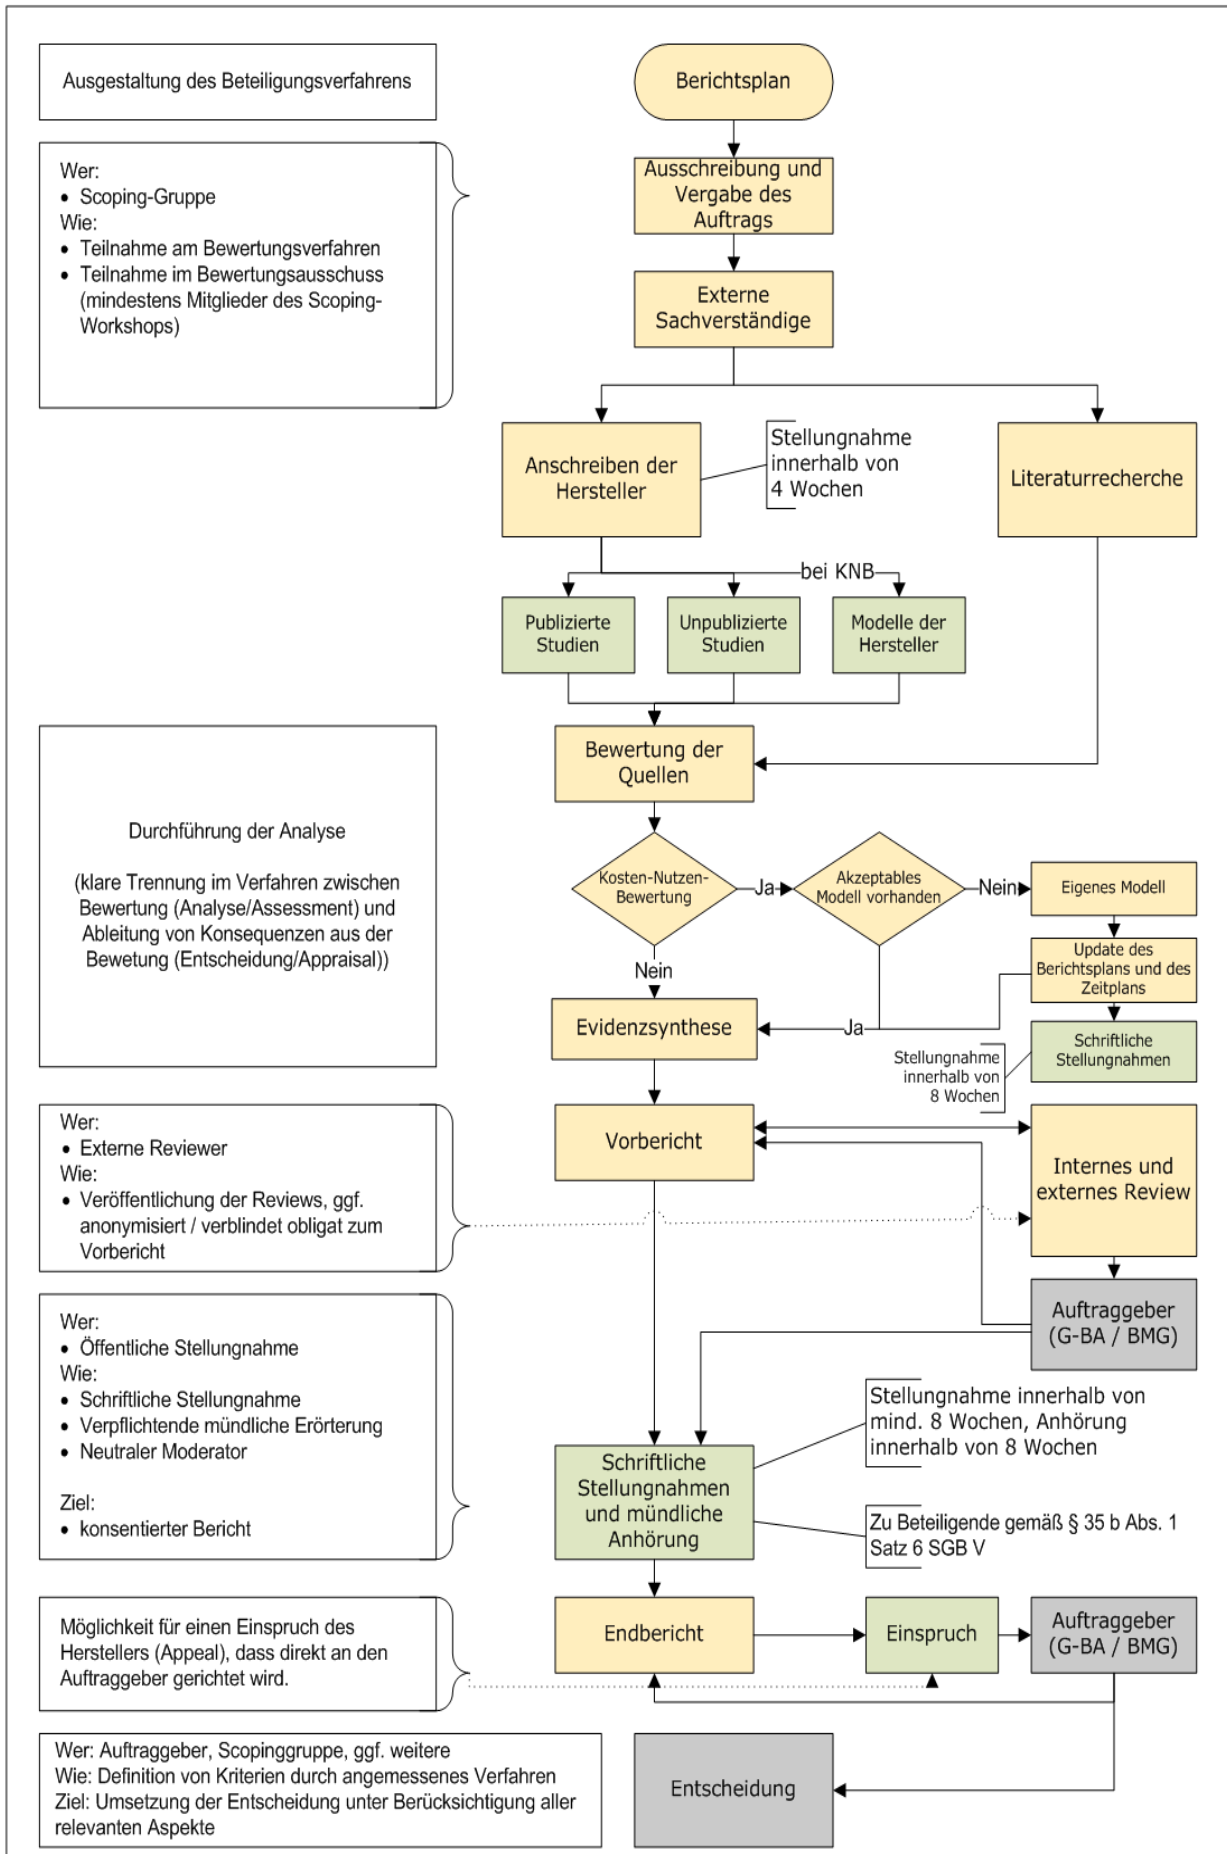 Ausgestaltung des Beteiligungsverfahrens
Berichtsplan
Wer:
• Scoping-Gruppe
Wie:
• Teilnahme am Bewertungsverfahren
• Teilnahme im Bewertungsausschuss
(mindestens Mitglieder des Scoping-
Workshops)
Ausschreibung und
Vergabe des
Auftrags
Externe
Sachverständige
Anschreiben der
Hersteller
Stellungnahme
innerhalb von
4 Wochen
Literaturrecherche
bei KNB
Publizierte
Studien
Unpublizierte
Studien
Modelle der
Hersteller
Bewertung der
Quellen
Durchführung der Analyse
(klare Trennung im Verfahren zwischen
Bewertung (Analyse/Assessment) und
Ableitung von Konsequenzen aus der
Bewetung (Entscheidung/Appraisal))
Kosten-Nutzen-
Bewertung
Ja
Akzeptables
Modell vorhanden
Nein
Eigenes Modell
Update des
Berichtsplans und des
Zeitplans
Nein
Evidenzsynthese
Ja
Stellungnahme
innerhalb von
8 Wochen
Schriftliche
Stellungnahmen
Wer:
• Externe Reviewer
Wie:
• Veröffentlichung der Reviews, ggf.
anonymisiert / verblindet obligat zum
Vorbericht
Vorbericht
Internes und
externes Review
Auftraggeber
(G-BA / BMG)
Wer:
• Öffentliche Stellungnahme
Wie:
• Schriftliche Stellungnahme
• Verpflichtende mündliche Erörterung
• Neutraler Moderator
Ziel:
• konsentierter Bericht
Stellungnahme innerhalb von
mind. 8 Wochen, Anhörung
innerhalb von 8 Wochen
Schriftliche
Stellungnahmen
und mündliche
Anhörung
Zu Beteiligende gemäß § 35 b Abs. 1
Satz 6 SGB V
Möglichkeit für einen Einspruch des
Herstellers (Appeal), dass direkt an den
Auftraggeber gerichtet wird.
Endbericht
Einspruch
Auftraggeber
(G-BA / BMG)
Wer: Auftraggeber, Scopinggruppe, ggf. weitere
Wie: Definition von Kriterien durch angemessenes Verfahren
Ziel: Umsetzung der Entscheidung unter Berücksichtigung aller
relevanten Aspekte
Entscheidung